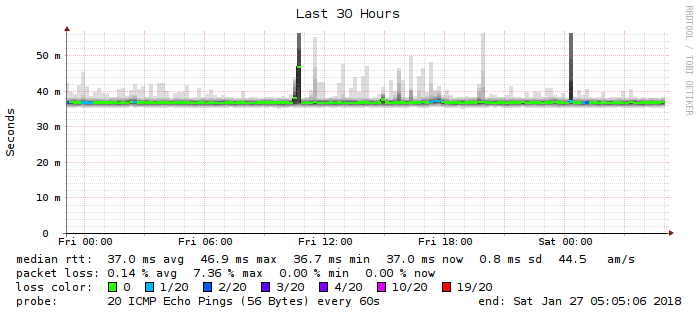 Last 30 Hours
RRDTOOL / TOBI OETIKER
Seconds
50 m
40 m
30 m
20 m
10 m
0
Fri 00:00 Fri 06:00 Fri 12:00 Fri 18:00 Sat 00:00
median rtt: 37.0 ms avg 46.9 ms max 36.7 ms min 37.0 ms now 0.8 ms sd 44.5 am/s
packet loss: 0.14 % avg 7.36 % max 0.00 % min 0.00 % now
loss color: 0 1/20 2/20 3/20 4/20 10/20 19/20
probe: 20 ICMP Echo Pings (56 Bytes) every 60s end: Sat Jan 27 05:05:06 2018